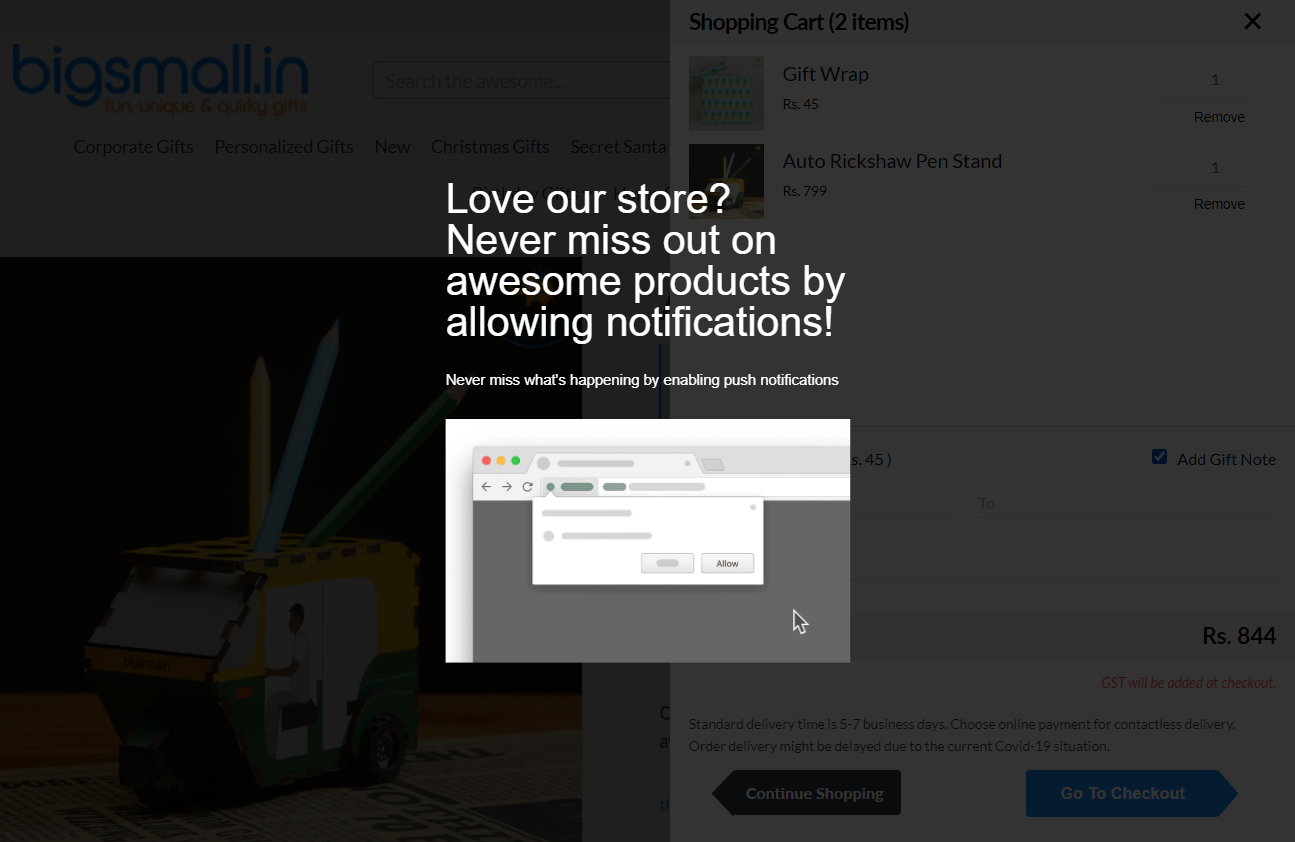 Shopping Cart (2 items)
bigsmall.in
fun, unique & quirky gifts
Search the awesome...
Gift Wrap
1
Rs. 45
Remove
Corporate Gifts
Personalized Gifts
New
Christmas Gifts
Secret Santa
Auto Rickshaw Pen Stand
1
Rs. 799
Remove
Love our store?
Never miss out on
awesome products by
allowing notifications!
Never miss what's happening by enabling push notifications
Allow
s. 45 )
Add Gift Note
To
bigsmall.in
Rs. 844
GST will be added at checkout.
Standard delivery time is 5-7 business days. Choose online payment for contactless delivery.
Order delivery might be delayed due to the current Covid-19 situation.
Continue Shopping
Go To Checkout